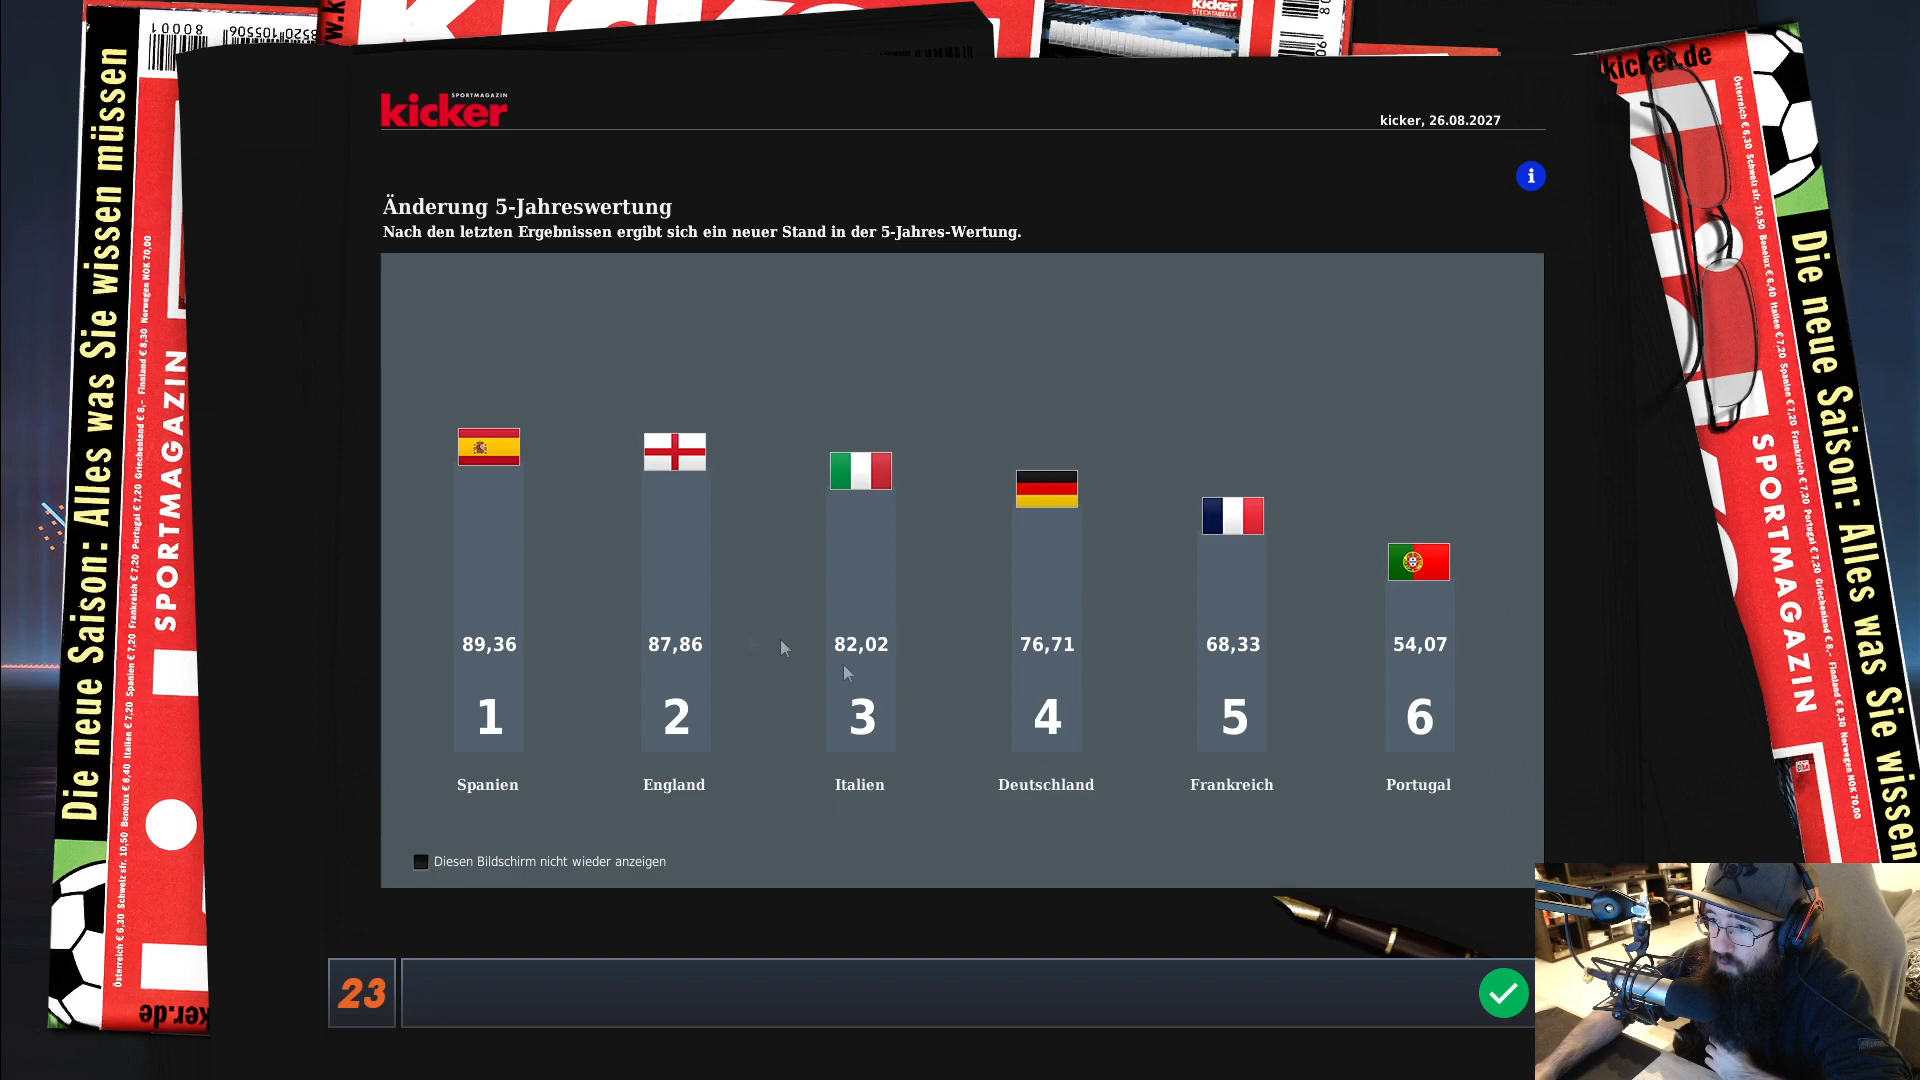 kicker
SPORTMAGAZIN
kicker, 26.08.2027
Änderung 5-Jahreswertung
Nach den letzten Ergebnissen ergibt sich ein neuer Stand in der 5-Jahres-Wertung.
89,36
87,86
82,02
76,71
68,33
54,07
1
2
3
4
5
6
Spanien
England
Italien
Deutschland
Frankreich
Portugal
Diesen Bildschirm nicht wieder anzeigen
23
Die neue Saison: Alles was Sie wissen müssen
SPORTMAGAZIN
kicker.de
Die neue Saison: Alles was Sie wissen
SPORTMAGAZIN